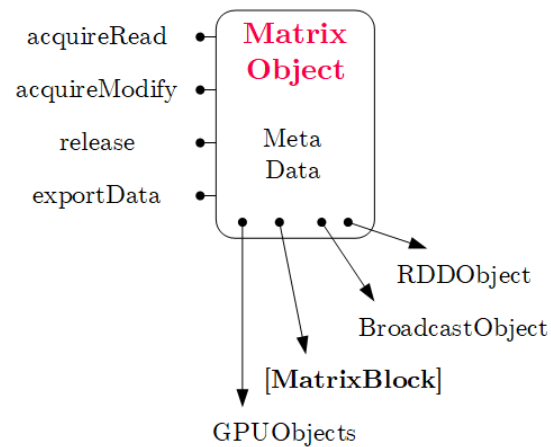 acquireRead
acquireModify
release
exportData
Matrix
Object
Meta
Data
RDDObject
BroadcastObject
[MatrixBlock]
GPUObjects